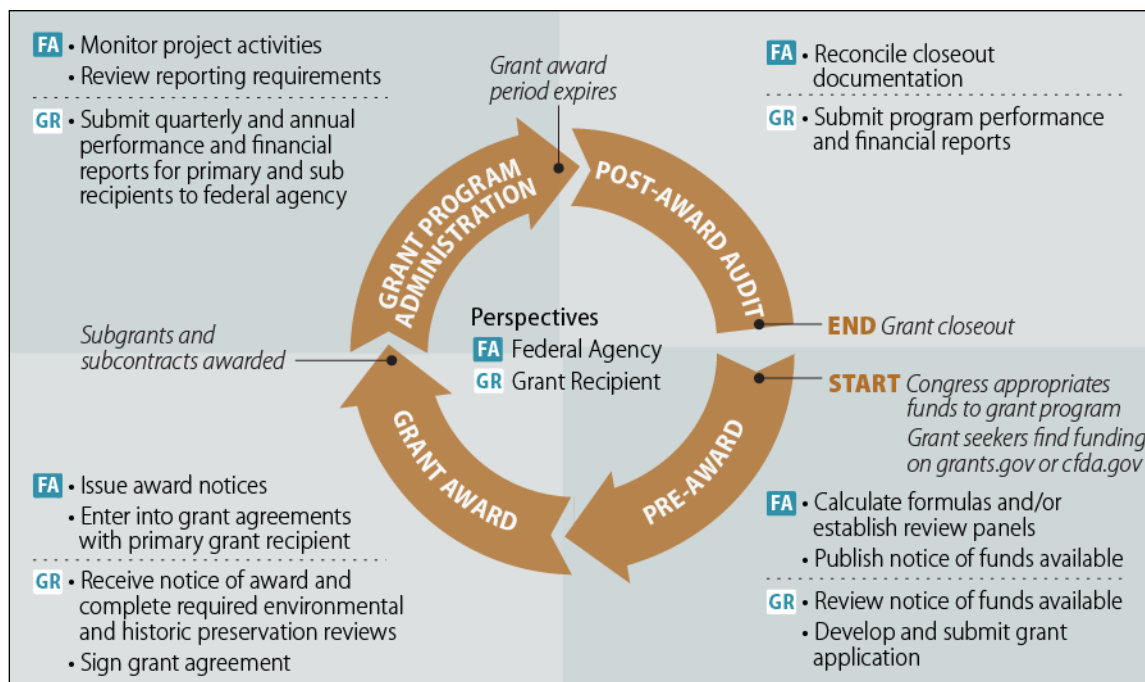 FA • Monitor project activities
• Review reporting requirements
GR • Submit quarterly and annual
performance and financial
reports for primary and sub
recipients to federal agency
Grant award
period expires
FA • Reconcile closeout
documentation
GR • Submit program performance
and financial reports
GRANT PROGRAM
ADMINISTRATION
POST-AWARD AUDIT
Subgrants and
subcontracts awarded
Perspectives
FA Federal Agency
GR Grant Recipient
END Grant closeout
START Congress appropriates
funds to grant program
Grant seekers find funding
on grants.gov or cfda.gov
GRANT AWARD
PRE-AWARD
FA • Issue award notices
• Enter into grant agreements
with primary grant recipient
GR • Receive notice of award and
complete required environmental
and historic preservation reviews
• Sign grant agreement
FA • Calculate formulas and/or
establish review panels
• Publish notice of funds available
GR • Review notice of funds available
• Develop and submit grant
application